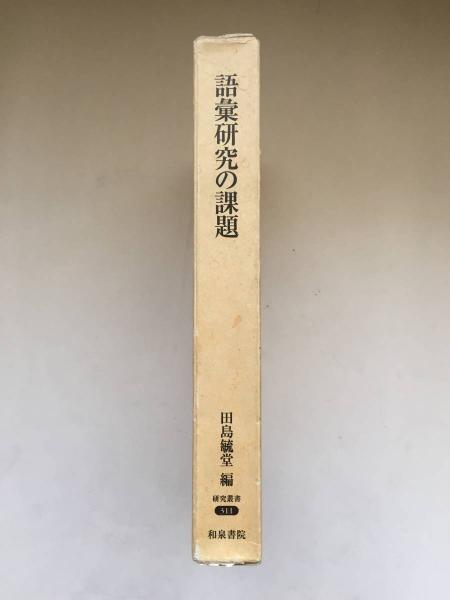 語彙研究の課題
田島毓堂 編
研究叢書
311
和泉書院